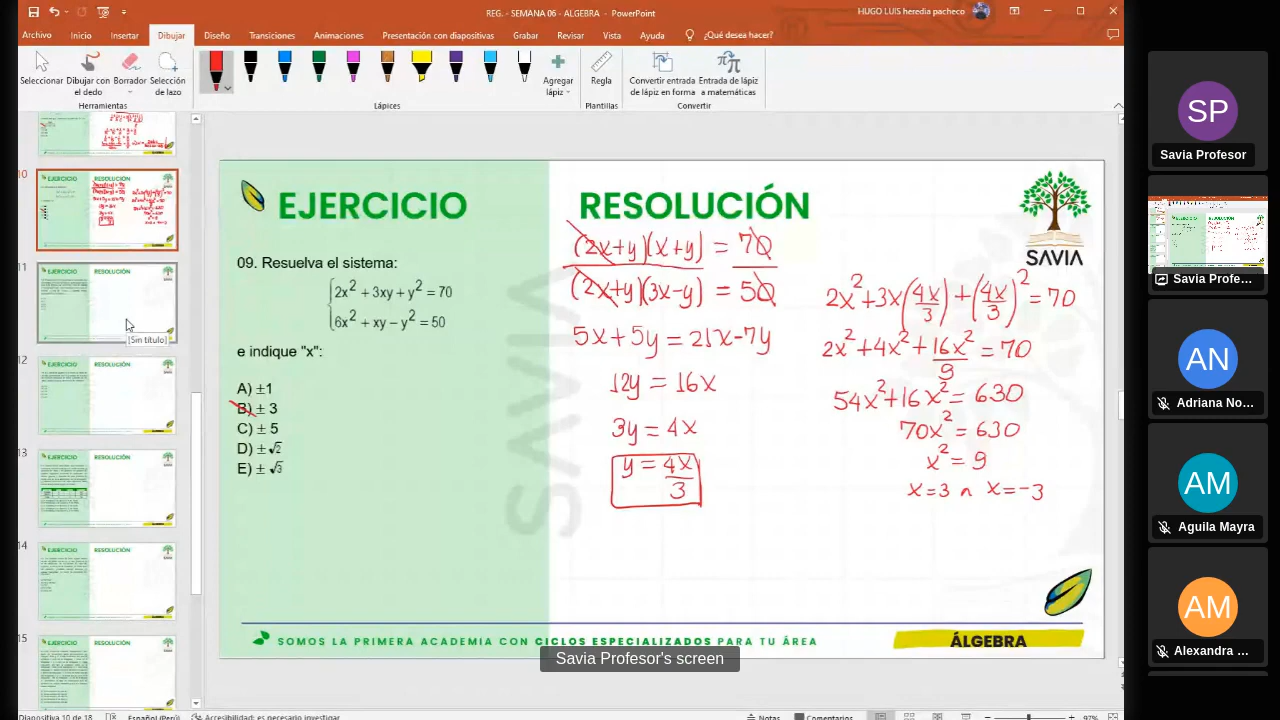 REG. - SEMANA 06 - ALGEBRA - PowerPoint
HUGO LUIS heredia pacheco
Archivo Inicio Insertar Dibujar Diseño Transiciones Animaciones Presentación con diapositivas Grabar Revisar Vista Ayuda ¿Qué desea hacer?
Seleccionar
Dibujar con el dedo
Borrador
Selección de lazo
Agregar lápiz
Regla
Convertir entrada de lápiz en forma
Entrada de lápiz a matemáticas
Herramientas
Lápices
Plantillas
Convertir
10
11
12
13
14
15
[Sin título]
EJERCICIO
RESOLUCIÓN
SAVIA
09. Resuelva el sistema:
2x² + 3xy + y² = 70
6x² + xy − y² = 50
e indique "x":
A) ±1
B) ± 3
C) ± 5
D) ± √2
E) ± √3
(2x+y)(x+y) = 70
(2x+y)(3x-y) = 50
5x+5y = 21x-7y
12y = 16x
3y = 4x
y = 4x/3
2x²+3x(4x/3)+(4x/3)² = 70
2x²+4x²+16x²/9 = 70
54x²+16x² = 630
70x² = 630
x² = 9
x=3 ∧ x=-3
SOMOS LA PRIMERA ACADEMIA CON CICLOS ESPECIALIZADOS PARA TU ÁREA
ÁLGEBRA
Savia Profesor's screen
Diapositiva 10 de 18
Español (Perú)
Accesibilidad: es necesario investigar
Notas
Comentarios
97%
SP
Savia Profesor
Savia Profe...
AN
Adriana No...
AM
Aguila Mayra
AM
Alexandra ...